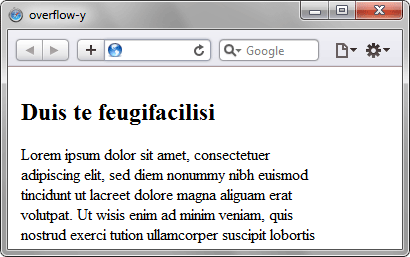 overflow-y
Google
Duis te feugifacilisi
Lorem ipsum dolor sit amet, consectetuer
adipiscing elit, sed diem nonummy nibh euismod
tincidunt ut lacreet dolore magna aliguam erat
volutpat. Ut wisis enim ad minim veniam, quis
nostrud exerci tution ullamcorper suscipit lobortis